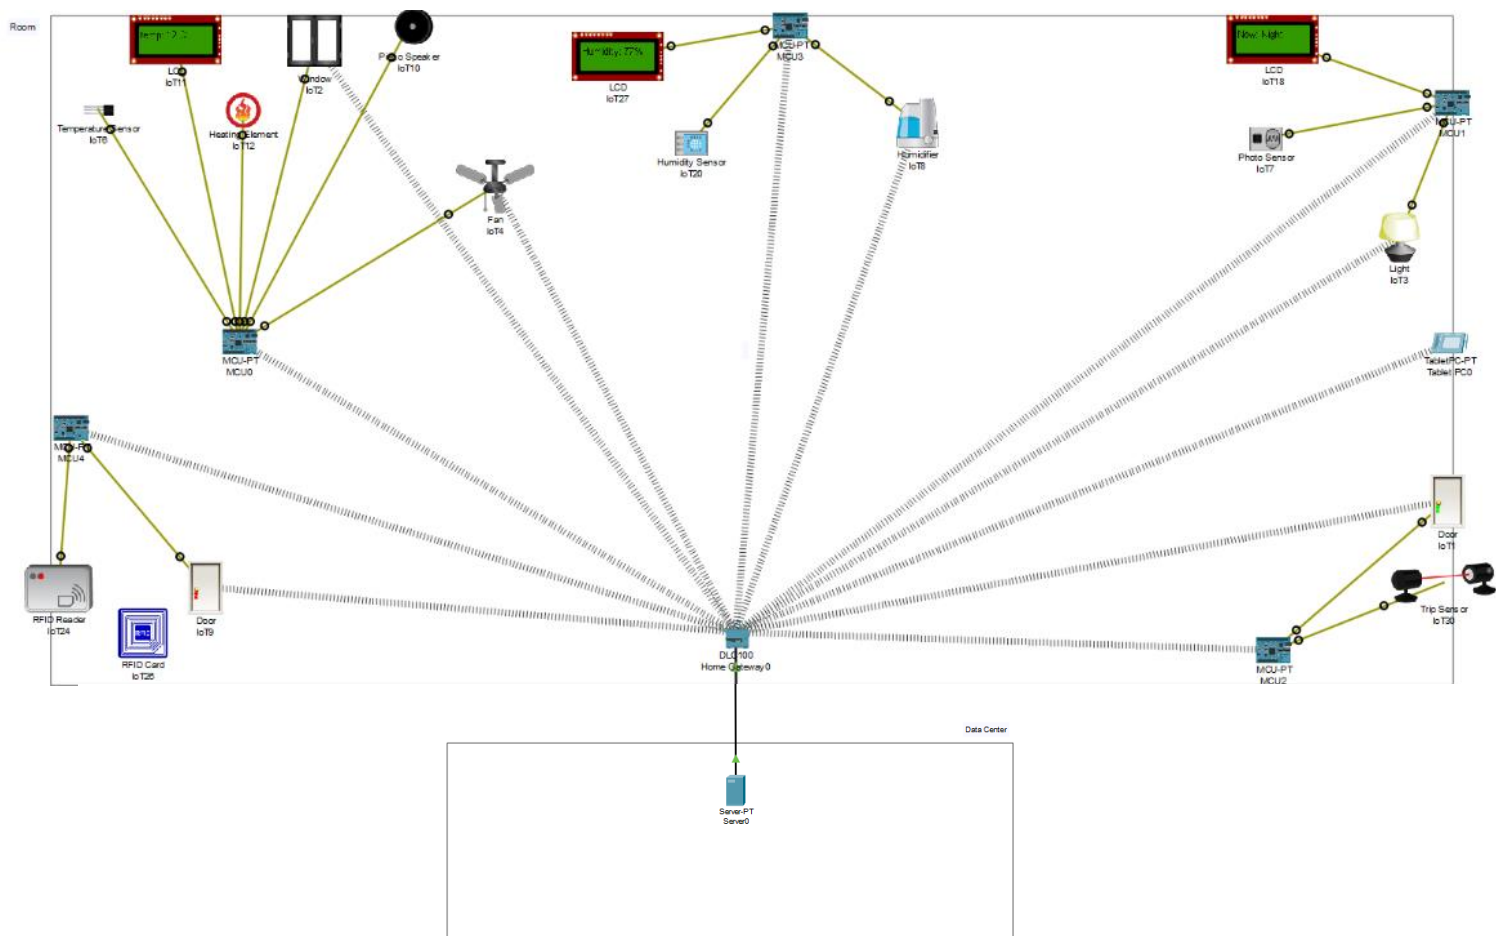 Room
LCD
IoT11
Window
IoT2
Piezo Speaker
IoT10
Temperature Sensor
IoT6
Heating Element
IoT12
Fan
IoT4
MCU-PT
MCU0
Humidity: 77%
LCD
IoT27
MCU-PT
MCU3
Humidity Sensor
IoT20
Humidifier
IoT8
Now: Night
LCD
IoT18
MCU-PT
MCU1
Photo Sensor
IoT7
Light
IoT3
TabletPC-PT
Tablet PC0
MCU-PT
MCU4
RFID Reader
IoT24
RFID
RFID Card
IoT26
Door
IoT9
Door
IoT1
Trip Sensor
IoT30
MCU-PT
MCU2
DLC100
Home Gateway0
Data Center
Server-PT
Server0